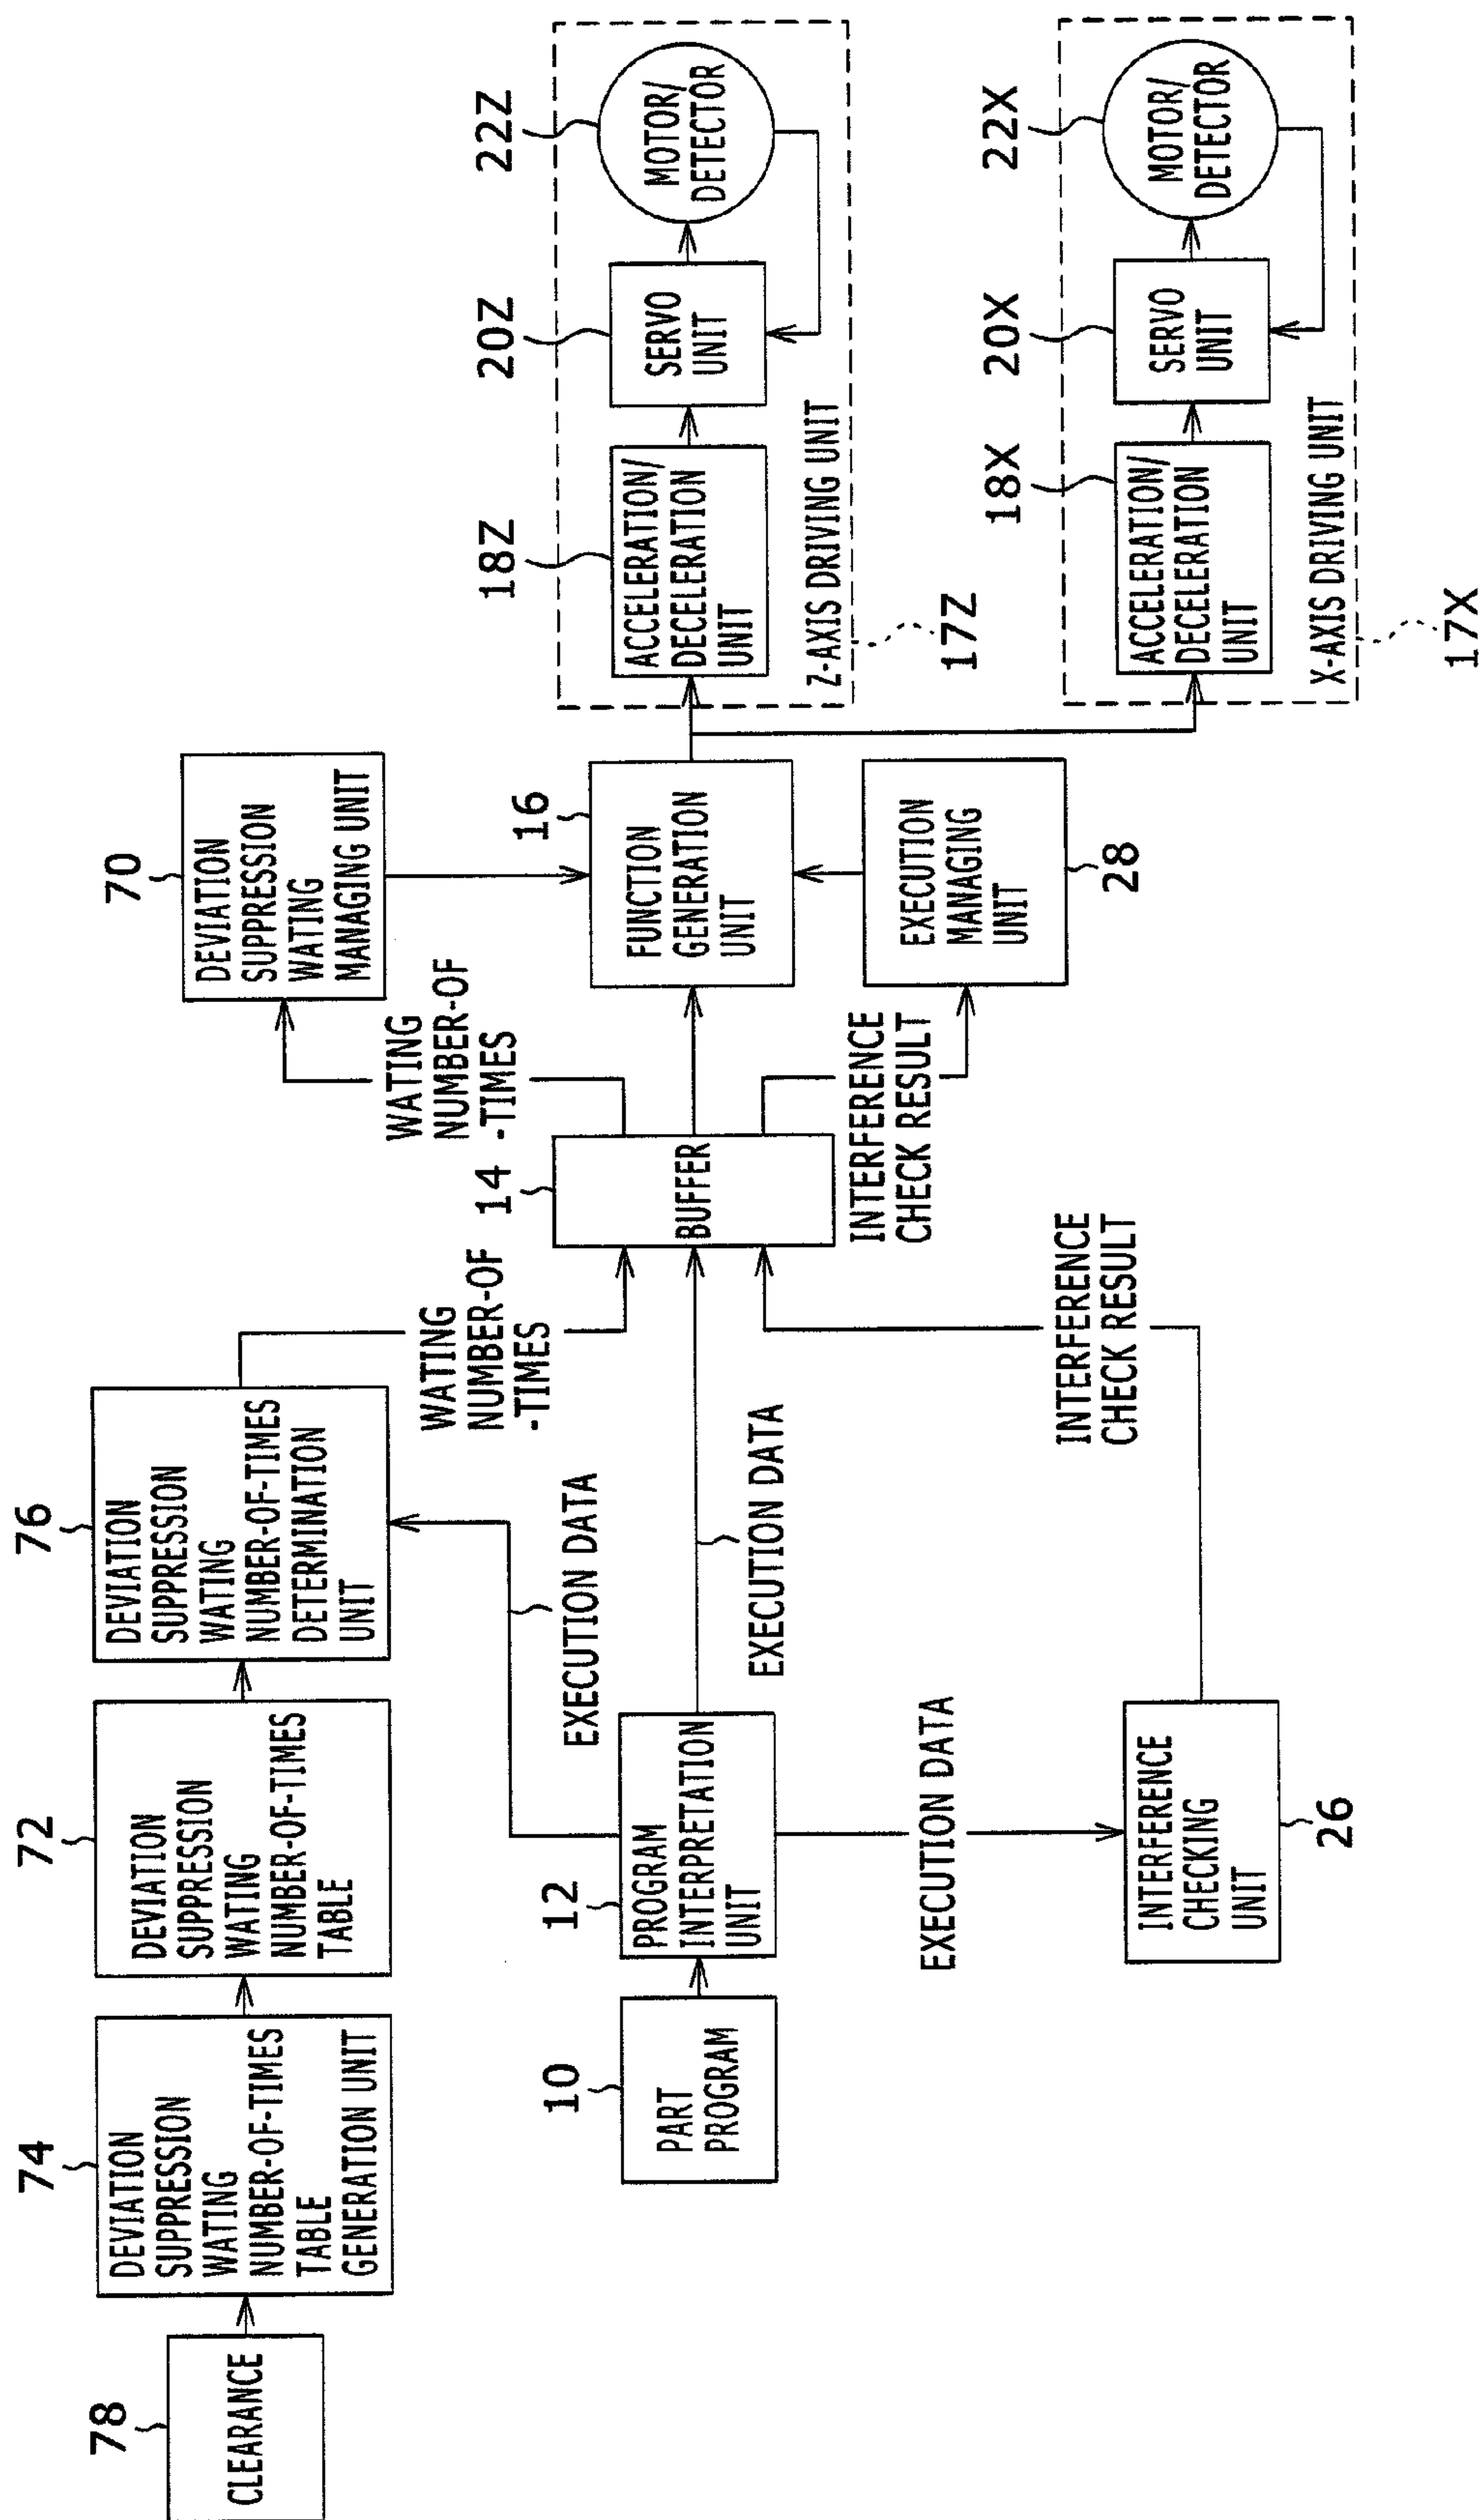 78
CLEARANCE
74
DEVIATION
SUPPRESSION
WATING
NUMBER-OF-TIMES
TABLE
GENERATION UNIT
72
DEVIATION
SUPPRESSION
WATING
NUMBER-OF-TIMES
TABLE
76
DEVIATION
SUPPRESSION
WATING
NUMBER-OF-TIMES
DETERMINATION
UNIT
WATING
NUMBER-OF
-TIMES
10
PART
PROGRAM
12
PROGRAM
INTERPRETATION
UNIT
EXECUTION DATA
EXECUTION DATA
EXECUTION DATA
INTERFERENCE
CHECKING
UNIT
26
INTERFERENCE
CHECK RESULT
14
BUFFER
WATING
NUMBER-OF
-TIMES
INTERFERENCE
CHECK RESULT
70
DEVIATION
SUPPRESSION
WATING
MANAGING UNIT
16
FUNCTION
GENERATION
UNIT
EXECUTION
MANAGING
UNIT
28
18Z
ACCELERATION/
DECELERATION
UNIT
20Z
SERVO
UNIT
22Z
MOTOR/
DETECTOR
Z-AXIS DRIVING UNIT
17Z
18X
ACCELERATION/
DECELERATION
UNIT
20X
SERVO
UNIT
22X
MOTOR/
DETECTOR
X-AXIS DRIVING UNIT
17X